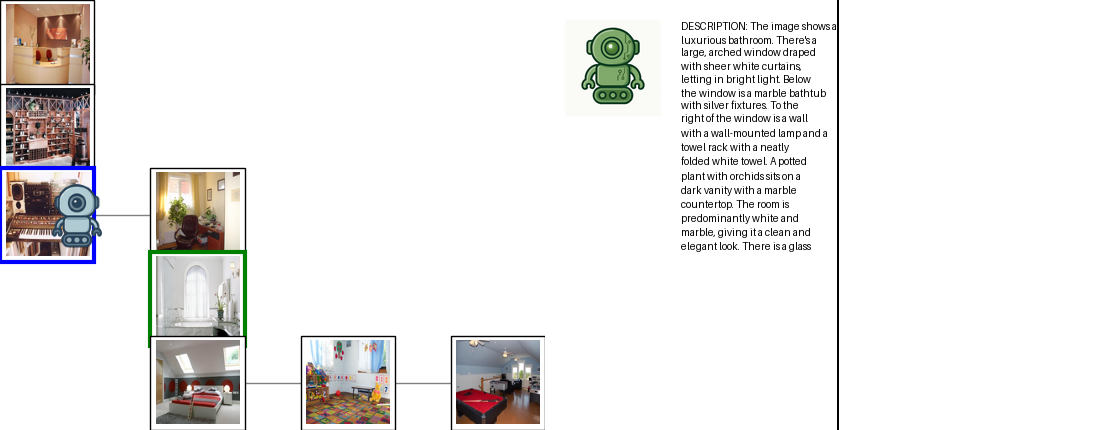 DESCRIPTION: The image shows a
luxurious bathroom. There's a
large, arched window draped
with sheer white curtains,
letting in bright light. Below
the window is a marble bathtub
with silver fixtures. To the
right of the window is a wall
with a wall-mounted lamp and a
towel rack with a neatly
folded white towel. A potted
plant with orchids sits on a
dark vanity with a marble
countertop. The room is
predominantly white and
marble, giving it a clean and
elegant look. There is a glass